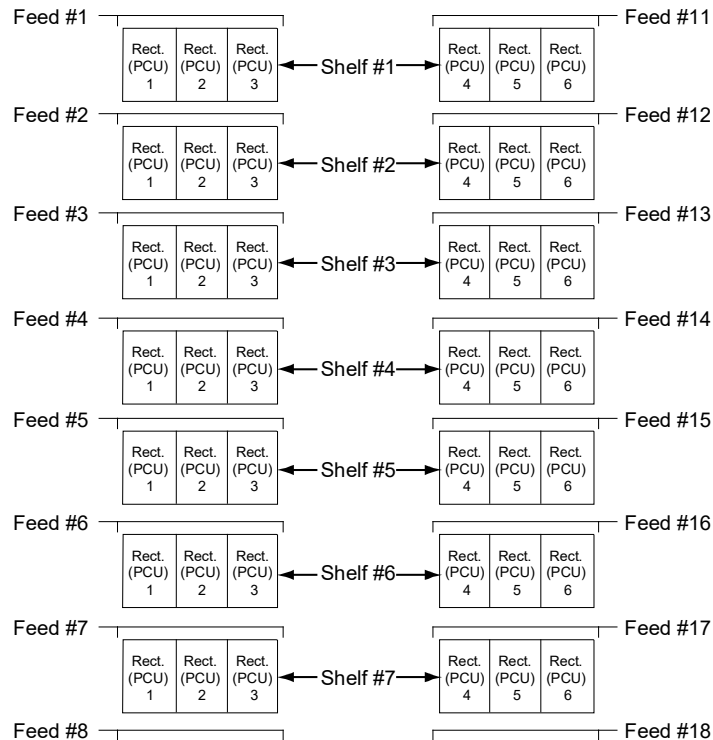 Feed #1 Feed #11
Rect. (PCU) 1 Rect. (PCU) 2 Rect. (PCU) 3 Shelf #1 Rect. (PCU) 4 Rect. (PCU) 5 Rect. (PCU) 6
Feed #2 Feed #12
Rect. (PCU) 1 Rect. (PCU) 2 Rect. (PCU) 3 Shelf #2 Rect. (PCU) 4 Rect. (PCU) 5 Rect. (PCU) 6
Feed #3 Feed #13
Rect. (PCU) 1 Rect. (PCU) 2 Rect. (PCU) 3 Shelf #3 Rect. (PCU) 4 Rect. (PCU) 5 Rect. (PCU) 6
Feed #4 Feed #14
Rect. (PCU) 1 Rect. (PCU) 2 Rect. (PCU) 3 Shelf #4 Rect. (PCU) 4 Rect. (PCU) 5 Rect. (PCU) 6
Feed #5 Feed #15
Rect. (PCU) 1 Rect. (PCU) 2 Rect. (PCU) 3 Shelf #5 Rect. (PCU) 4 Rect. (PCU) 5 Rect. (PCU) 6
Feed #6 Feed #16
Rect. (PCU) 1 Rect. (PCU) 2 Rect. (PCU) 3 Shelf #6 Rect. (PCU) 4 Rect. (PCU) 5 Rect. (PCU) 6
Feed #7 Feed #17
Rect. (PCU) 1 Rect. (PCU) 2 Rect. (PCU) 3 Shelf #7 Rect. (PCU) 4 Rect. (PCU) 5 Rect. (PCU) 6
Feed #8 Feed #18